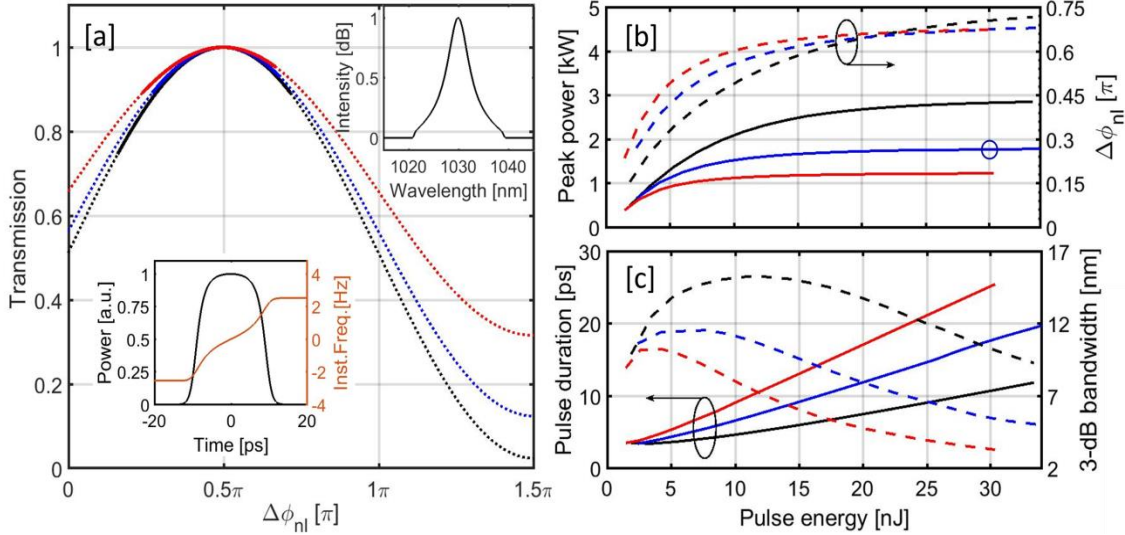 [a]
Transmission
1
0.8
0.6
0.4
0.2
0
0
0.5π
1π
1.5π
Δϕnl [π]
Intensity [dB]
1
0.5
0
1020
1030
1040
Wavelength [nm]
Power [a.u.]
1
0.75
0.5
0.25
0
-20
0
20
Time [ps]
4
2
0
-2
-4
Inst.Freq.[Hz]
[b]
Peak power [kW]
5
4
3
2
1
0
0.75
0.6
0.45
0.3
0.15
0
Δϕnl [π]
[c]
Pulse duration [ps]
30
20
10
0
17
12
7
2
3-dB bandwidth [nm]
0
5
10
15
20
25
30
Pulse energy [nJ]